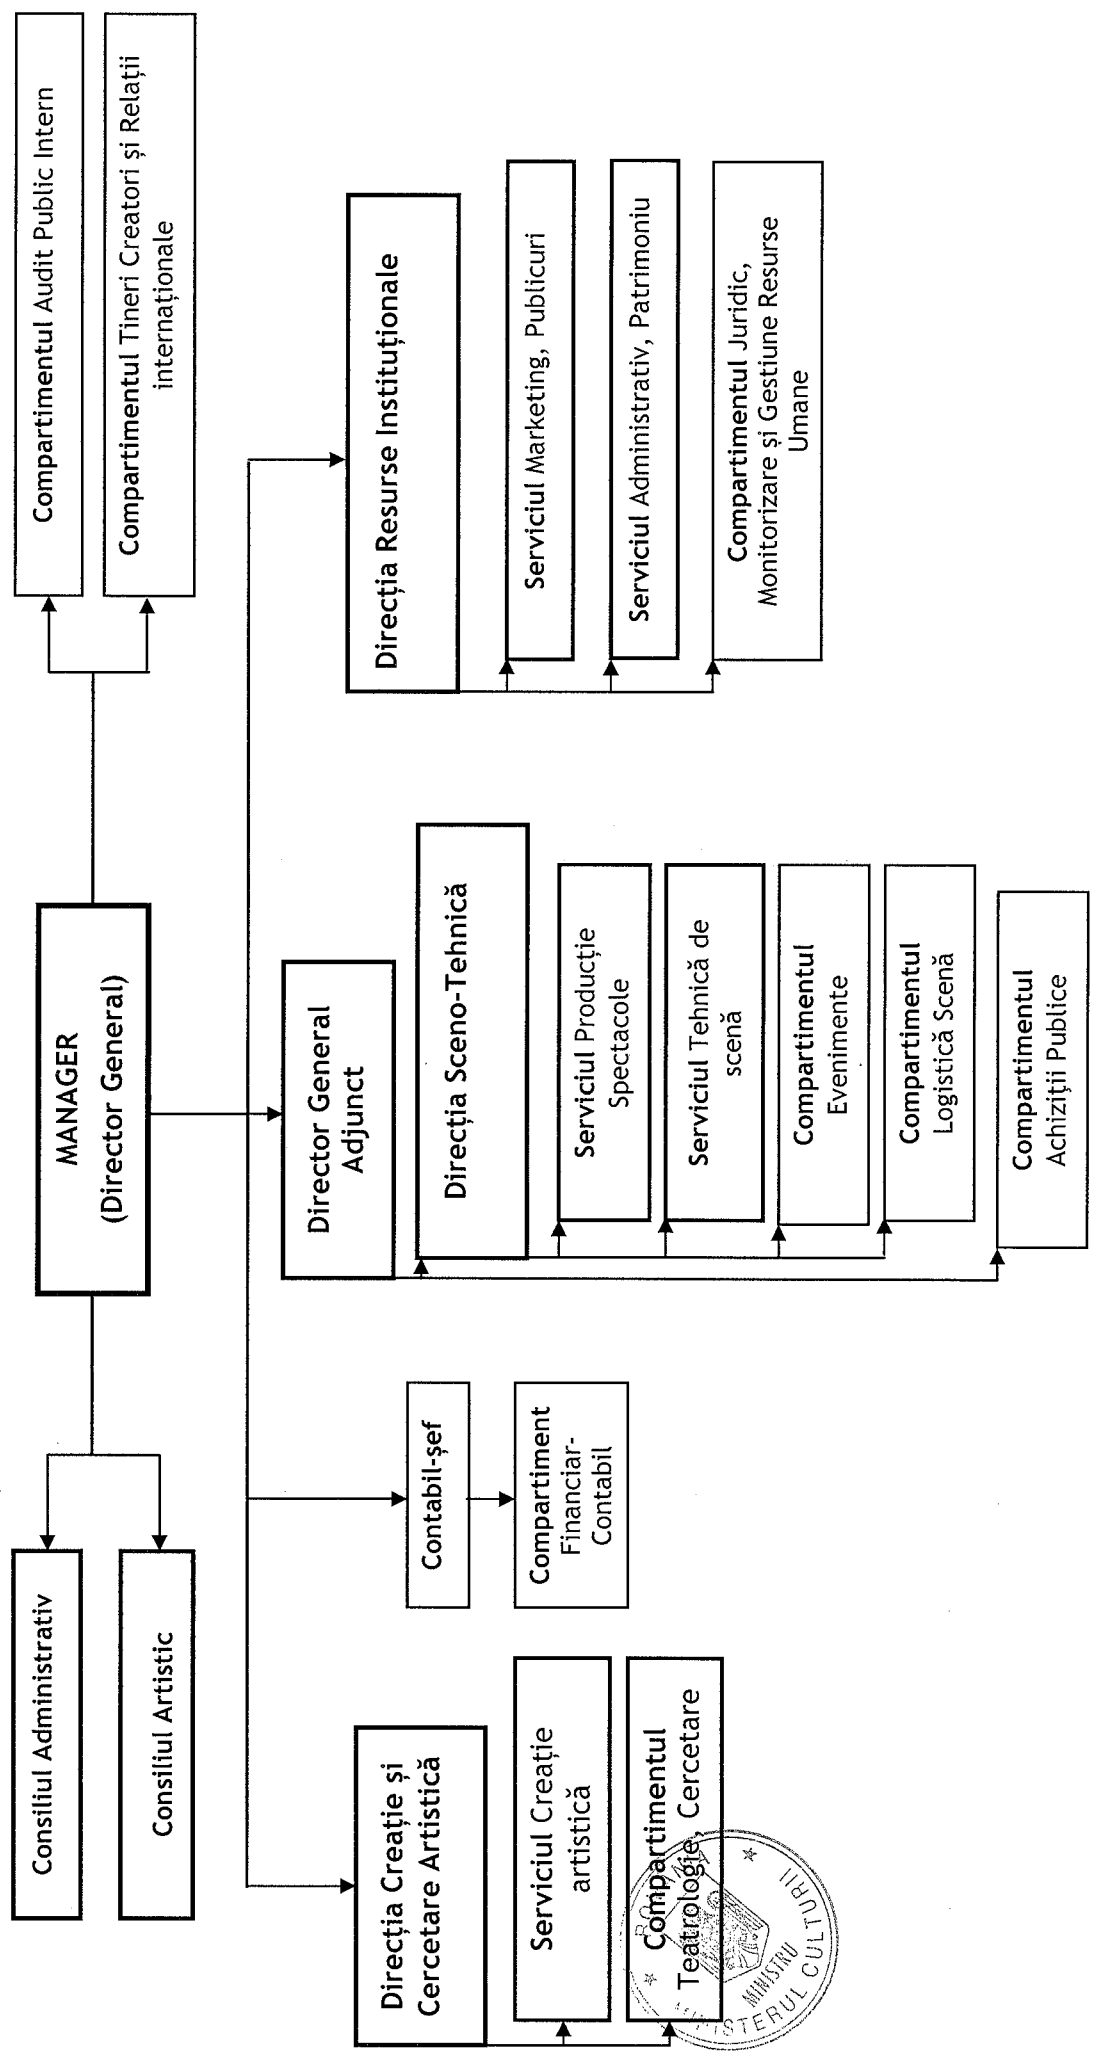 Consiliul Administrativ
Consiliul Artistic
MANAGER
(Director General)
Compartimentul Audit Public Intern
Compartimentul Tineri Creatori și Relații
internaționale
Direcția Creație și
Cercetare Artistică
Serviciul Creație
artistică
Compartimentul
Teatrologie, Cercetare
Contabil-șef
Compartiment
Financiar-
Contabil
Director General
Adjunct
Direcția Sceno-Tehnică
Serviciul Producție
Spectacole
Serviciul Tehnică de
scenă
Compartimentul
Evenimente
Compartimentul
Logistică Scenă
Compartimentul
Achiziții Publice
Direcția Resurse Instituționale
Serviciul Marketing, Publicuri
Serviciul Administrativ, Patrimoniu
Compartimentul Juridic,
Monitorizare și Gestiune Resurse
Umane
ROMÂNIA
MINISTERUL CULTURII
MINISTRU